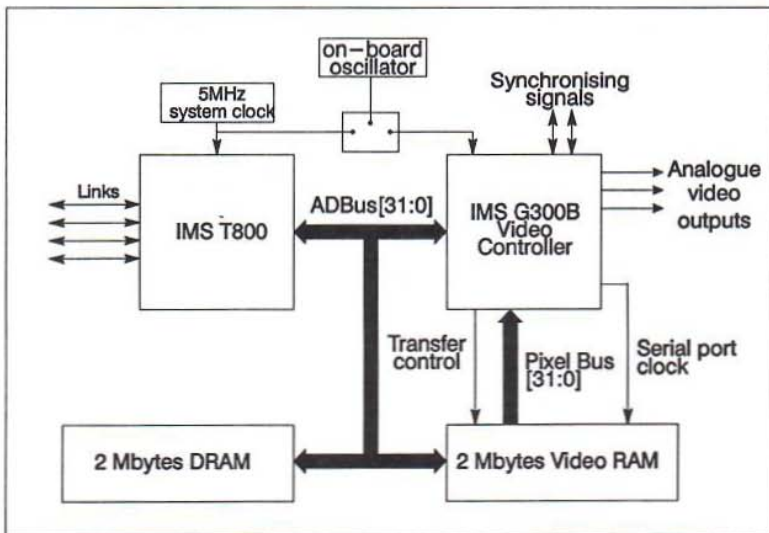 on-board
oscillator
5MHz
system clock
Synchronising
signals
Links
IMS T800
ADBus[31:0]
IMS G300B
Video
Controller
Analogue
video
outputs
Transfer
control
Pixel Bus
[31:0]
Serial port
clock
2 Mbytes DRAM
2 Mbytes Video RAM